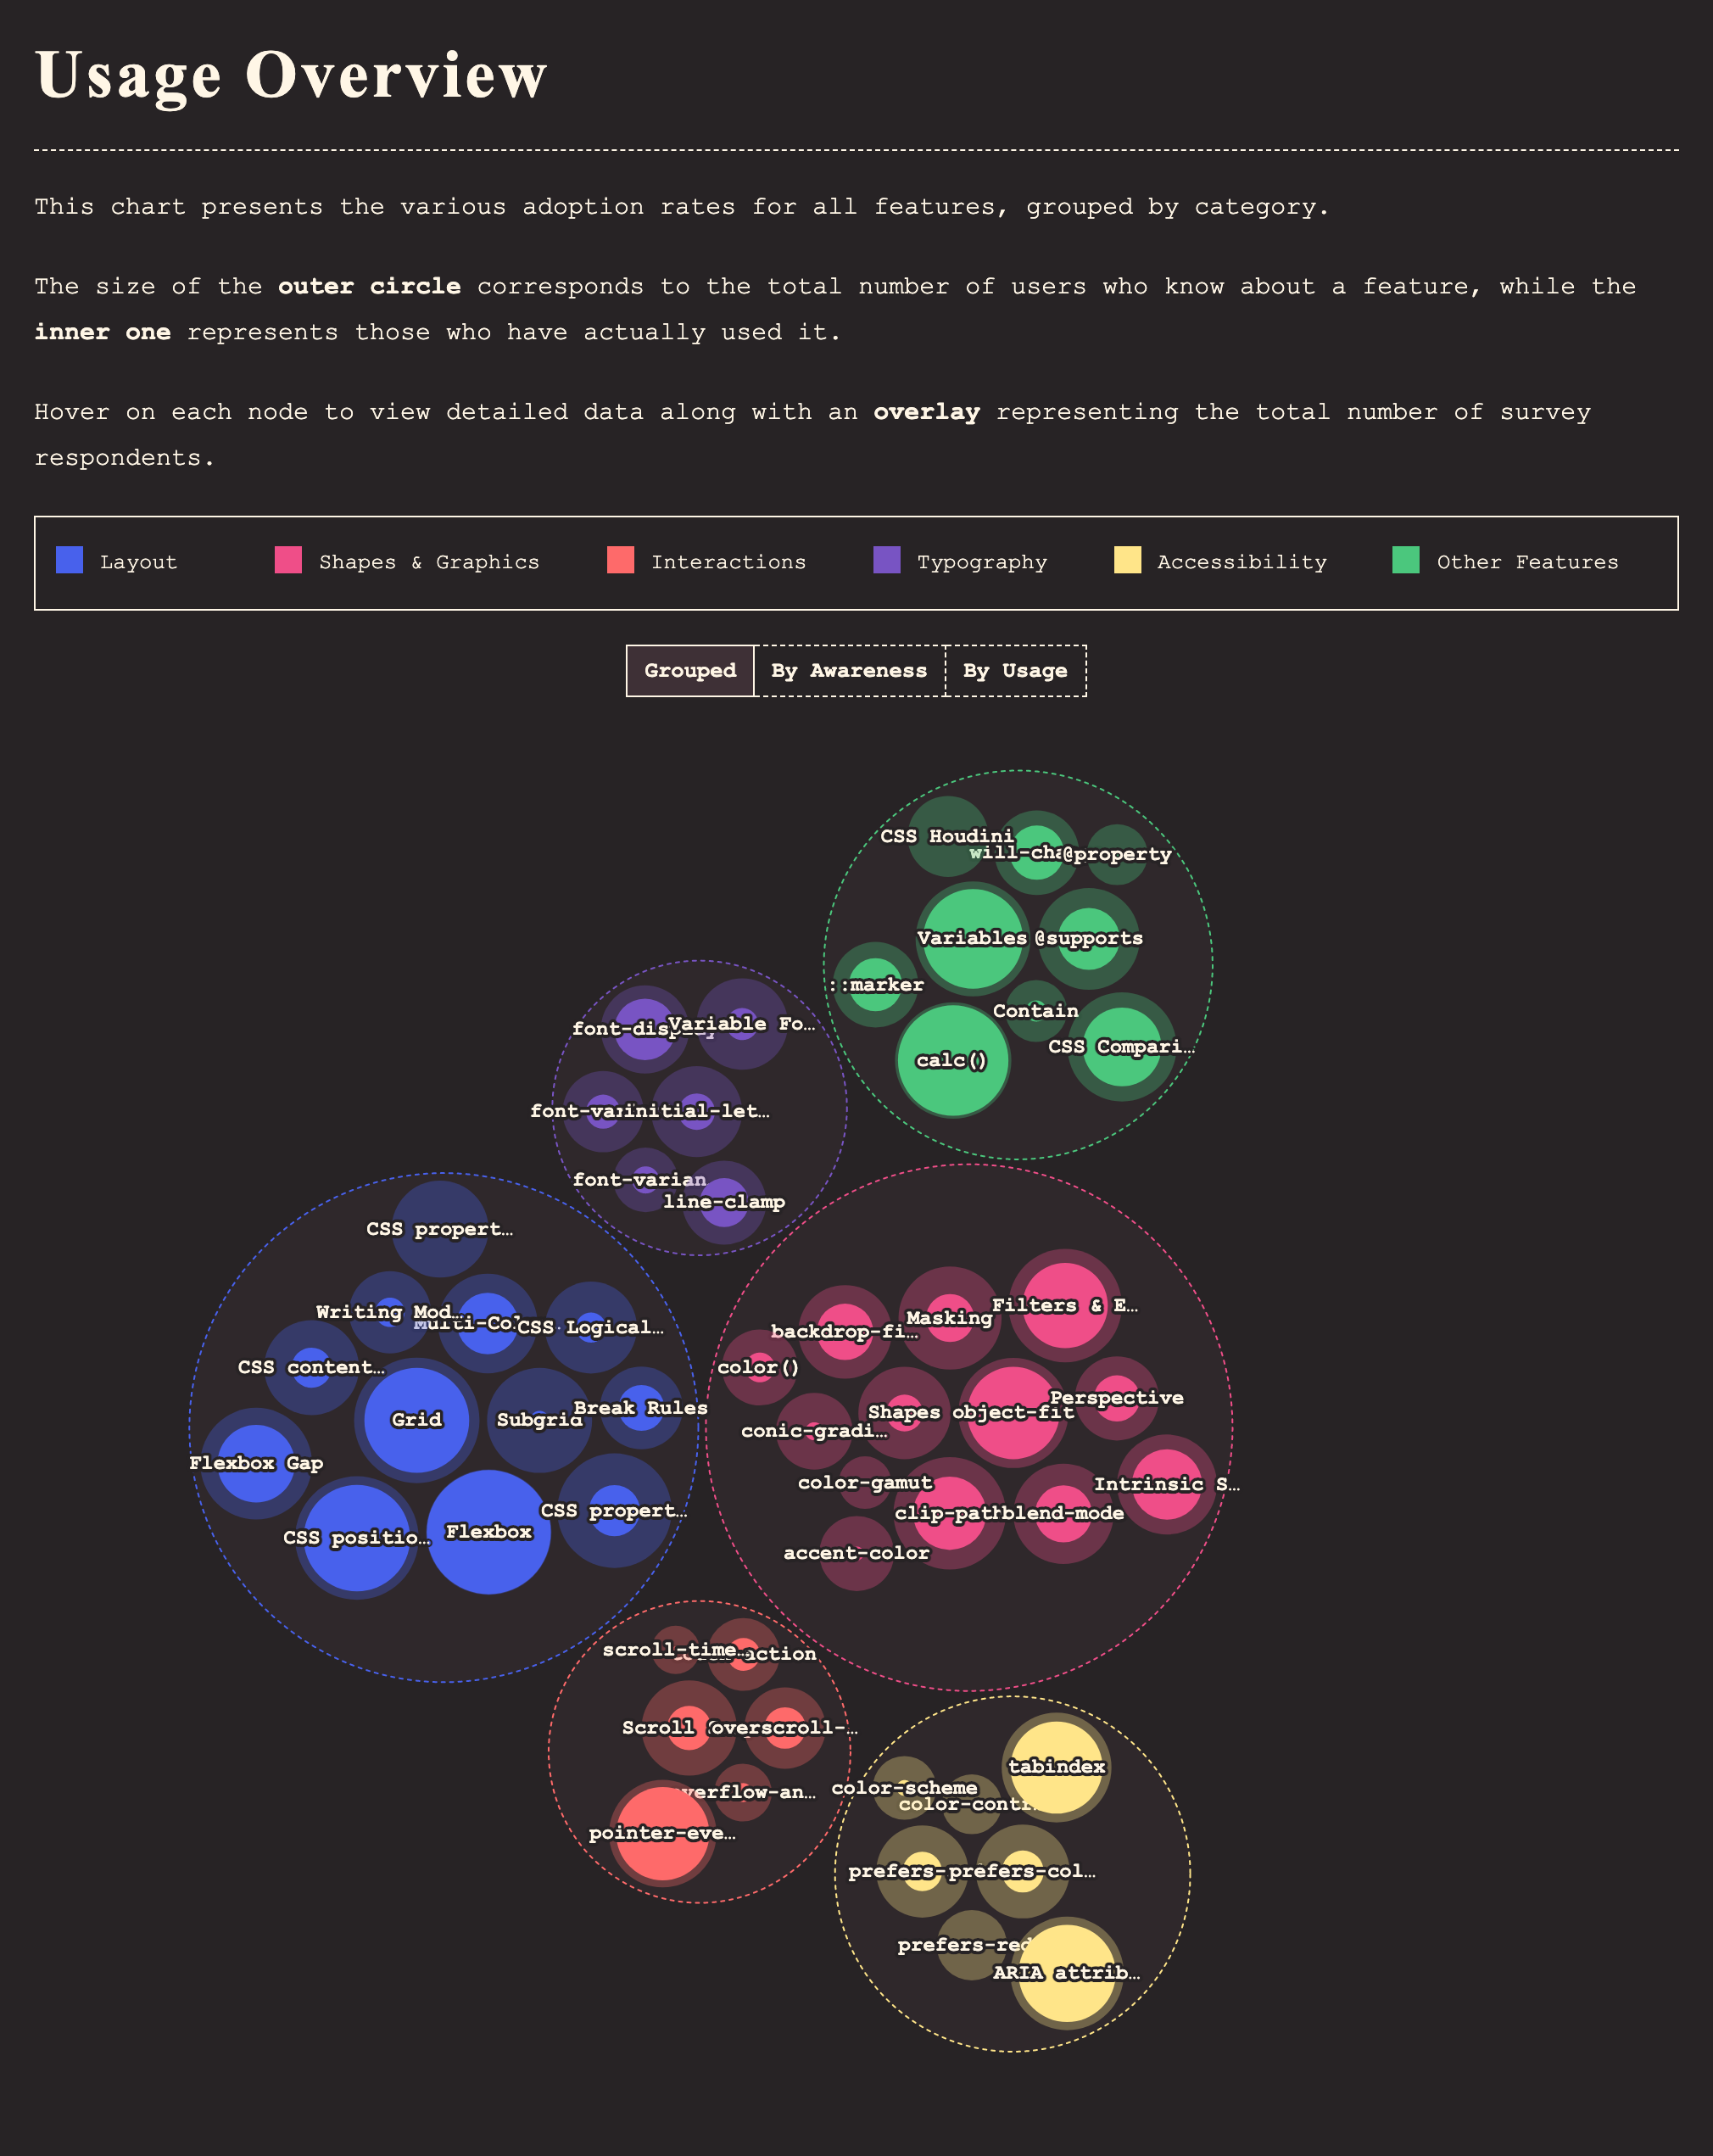 Usage Overview
This chart presents the various adoption rates for all features, grouped by category.
The size of the outer circle corresponds to the total number of users who know about a feature, while the
inner one represents those who have actually used it.
Hover on each node to view detailed data along with an overlay representing the total number of survey
respondents.
Layout
Shapes & Graphics
Interactions
Typography
Accessibility
Other Features
Grouped
By Awareness
By Usage
CSS Houdini
will-cha
@property
Variables
@supports
::marker
Contain
CSS Compari…
calc()
font-disp
Variable Fo…
font-va
initial-let…
font-varian
line-clamp
CSS propert…
Writing Mod…
Multi-Col
CSS Logical…
CSS content…
Grid
Subgrid
Break Rules
Flexbox Gap
CSS propert…
CSS positio…
Flexbox
Filters & E…
Masking
backdrop-fi…
color()
Perspective
Shapes
object-fit
conic-gradi…
color-gamut
Intrinsic S…
clip-path
blend-mode
accent-color
scroll-time…
action
Scroll
overscroll-…
verflow-an…
pointer-eve…
tabindex
color-scheme
color-contr
prefers-
prefers-col…
prefers-red
ARIA attrib…